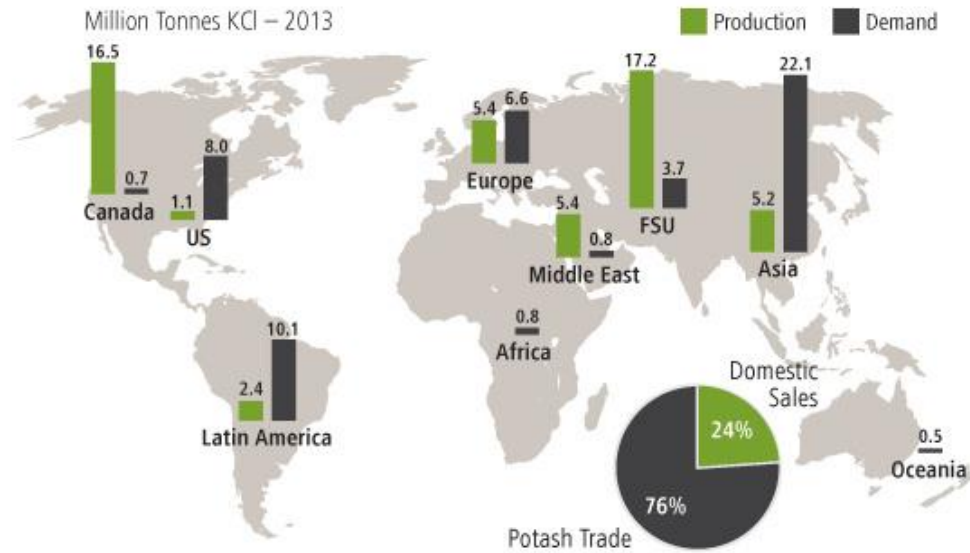 Million Tonnes KCl – 2013
Production
Demand
16.5
0.7
Canada
1.1
8.0
US
5.4
6.6
Europe
17.2
3.7
FSU
22.1
5.2
Asia
5.4
0.8
Middle East
0.8
Africa
10.1
2.4
Latin America
Domestic
Sales
24%
76%
Potash Trade
0.5
Oceania